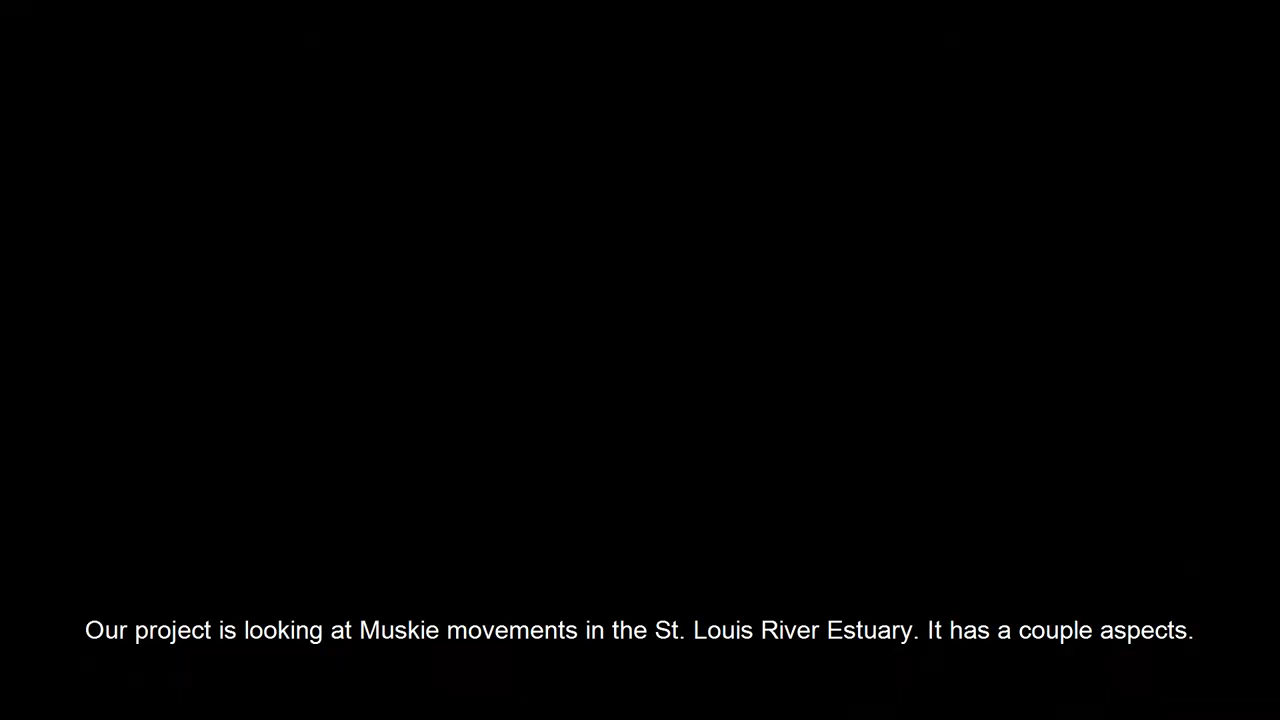 Our project is looking at Muskie movements in the St. Louis River Estuary. It has a couple aspects.